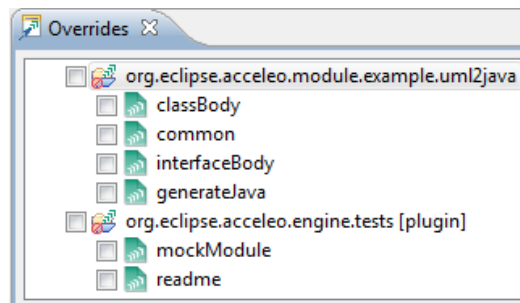 Overrides
org.eclipse.acceleo.module.example.uml2java
classBody
common
interfaceBody
generateJava
org.eclipse.acceleo.engine.tests [plugin]
mockModule
readme